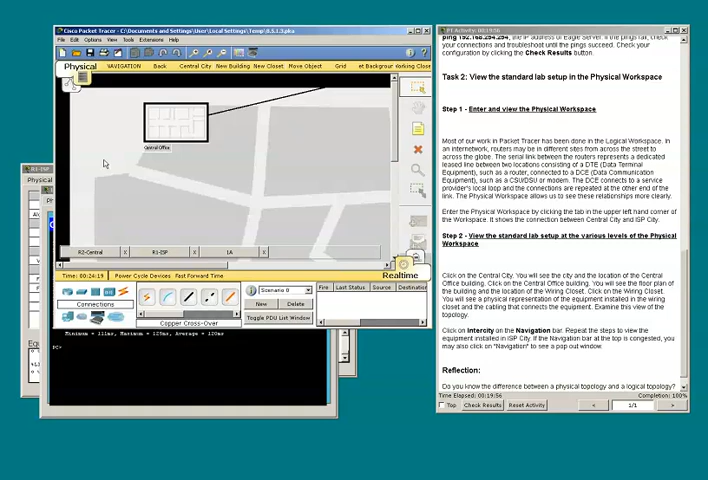 Cisco Packet Tracer - C:\Documents and Settings\User\Local Settings\Temp\8.5.1.3.pka
File Edit Options View Tools Extensions Help
Physical NAVIGATION Back Central City New Building New Closet Move Object Grid
Central Office
R1-ISP
Physical
R2-Central X R1-ISP X LA X
Time: 00:24:19 Power Cycle Devices Fast Forward Time
Realtime
Scenario 0
Fire Last Status Source Destination
Connections
New Delete
Toggle PDU List Window
Copper Cross-Over
Minimum = 111ms, Maximum = 125ms, Average = 120ms
PC>
PT Activity: 00:19:56
ping 192.168.254.254, the IP address of Eagle Server. If the pings fail, check
your connections and troubleshoot until the pings succeed. Check your
configuration by clicking the Check Results button.
Task 2: View the standard lab setup in the Physical Workspace
Step 1 - Enter and view the Physical Workspace
Most of our work in Packet Tracer has been done in the Logical Workspace. In
an internetwork, routers may be in different sites from across the street to
across the globe. The serial link between the routers represents a dedicated
leased line between two locations consisting of a DTE (Data Terminal
Equipment), such as a router, connected to a DCE (Data Communication
Equipment), such as a CSU/DSU or modem. The DCE connects to a service
provider's local loop and the connections are repeated at the other end of the
link. The Physical Workspace allows us to see these relationships more clearly.
Enter the Physical Workspace by clicking the tab in the upper left hand corner of
the Workspace. It shows the connection between Central City and ISP City.
Step 2 - View the standard lab setup at the various levels of the Physical
Workspace
Click on the Central City. You will see the city and the location of the Central
Office building. Click on the Central Office building. You will see the floor plan of
the building and the location of the Wiring Closet. Click on the Wiring Closet.
You will see a physical representation of the equipment installed in the wiring
closet and the cabling that connects the equipment. Examine this view of the
topology.
Click on Intercity on the Navigation bar. Repeat the steps to view the
equipment installed in ISP City. If the Navigation bar at the top is congested, you
may also click on "Navigation" to see a pop out window.
Reflection:
Do you know the difference between a physical topology and a logical topology?
Time Elapsed: 00:19:56 Completion: 100%
Top Check Results Reset Activity < 1/1 >